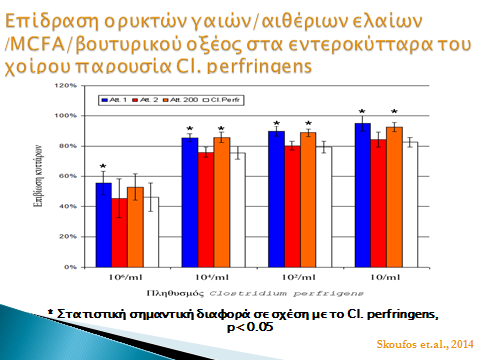 Επίδραση ορυκτών γαιών/αιθέριων ελαίων
/MCFA/βουτυρικού οξέος στα εντεροκύτταρα του
χοίρου παρουσία Cl. perfringens
120%
Att. 1 Att. 2 Att. 200 Cl.Perfr
100%
80%
60%
40%
20%
0%
Επιβίωση κυττάρων
* * * * * * *
10⁶/ml 10⁴/ml 10²/ml 10/ml
Πληθυσμός Clostridium perfrigens
* Στατιστική σημαντική διαφορά σε σχέση με το Cl. perfringens,
p<0.05
Skoufos et.al., 2014